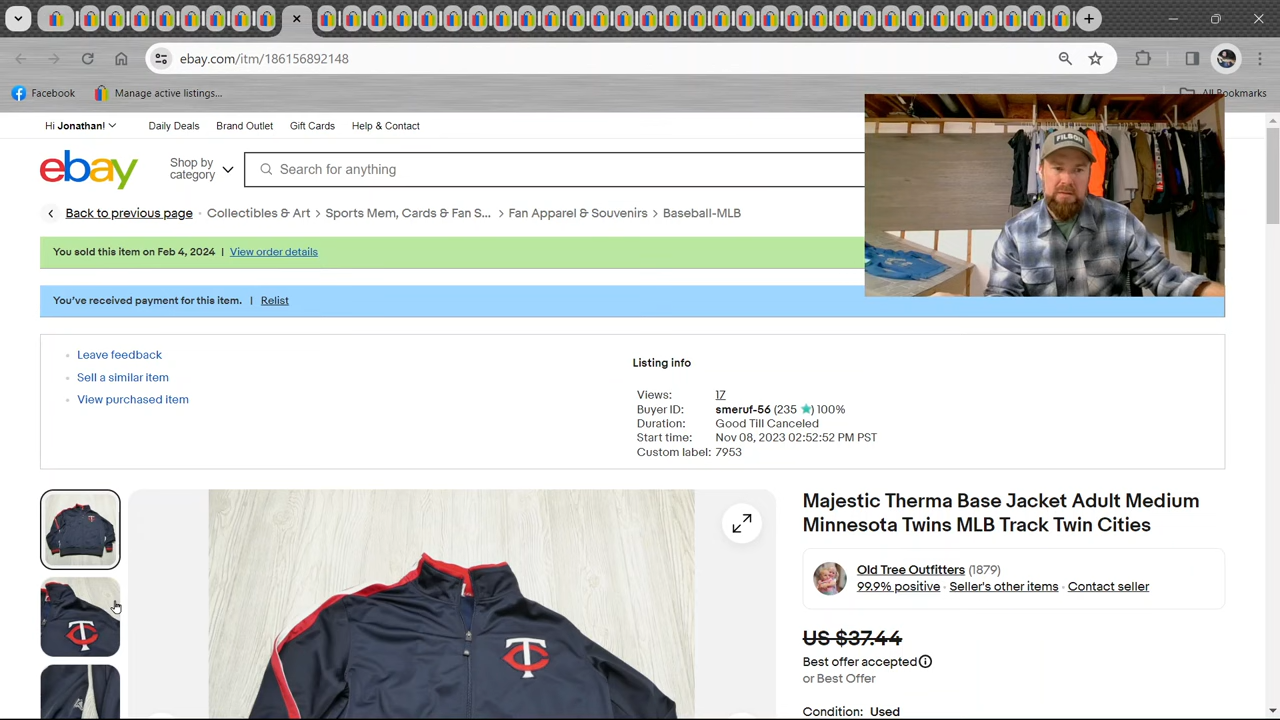 ebay.com/itm/186156892148
Facebook
Manage active listings...
All Bookmarks
Hi Jonathan!
Daily Deals
Brand Outlet
Gift Cards
Help & Contact
ebay
Shop by
category
Search for anything
Back to previous page
Collectibles & Art
Sports Mem, Cards & Fan S...
Fan Apparel & Souvenirs
Baseball-MLB
You sold this item on Feb 4, 2024 | View order details
You've received payment for this item. | Relist
Leave feedback
Sell a similar item
View purchased item
Listing info
Views: 17
Buyer ID: smeruf-56 (235 ) 100%
Duration: Good Till Canceled
Start time: Nov 08, 2023 02:52:52 PM PST
Custom label: 7953
Majestic Therma Base Jacket Adult Medium
Minnesota Twins MLB Track Twin Cities
Old Tree Outfitters (1879)
99.9% positive · Seller's other items · Contact seller
US $37.44
Best offer accepted
or Best Offer
Condition: Used
FILSON
TC